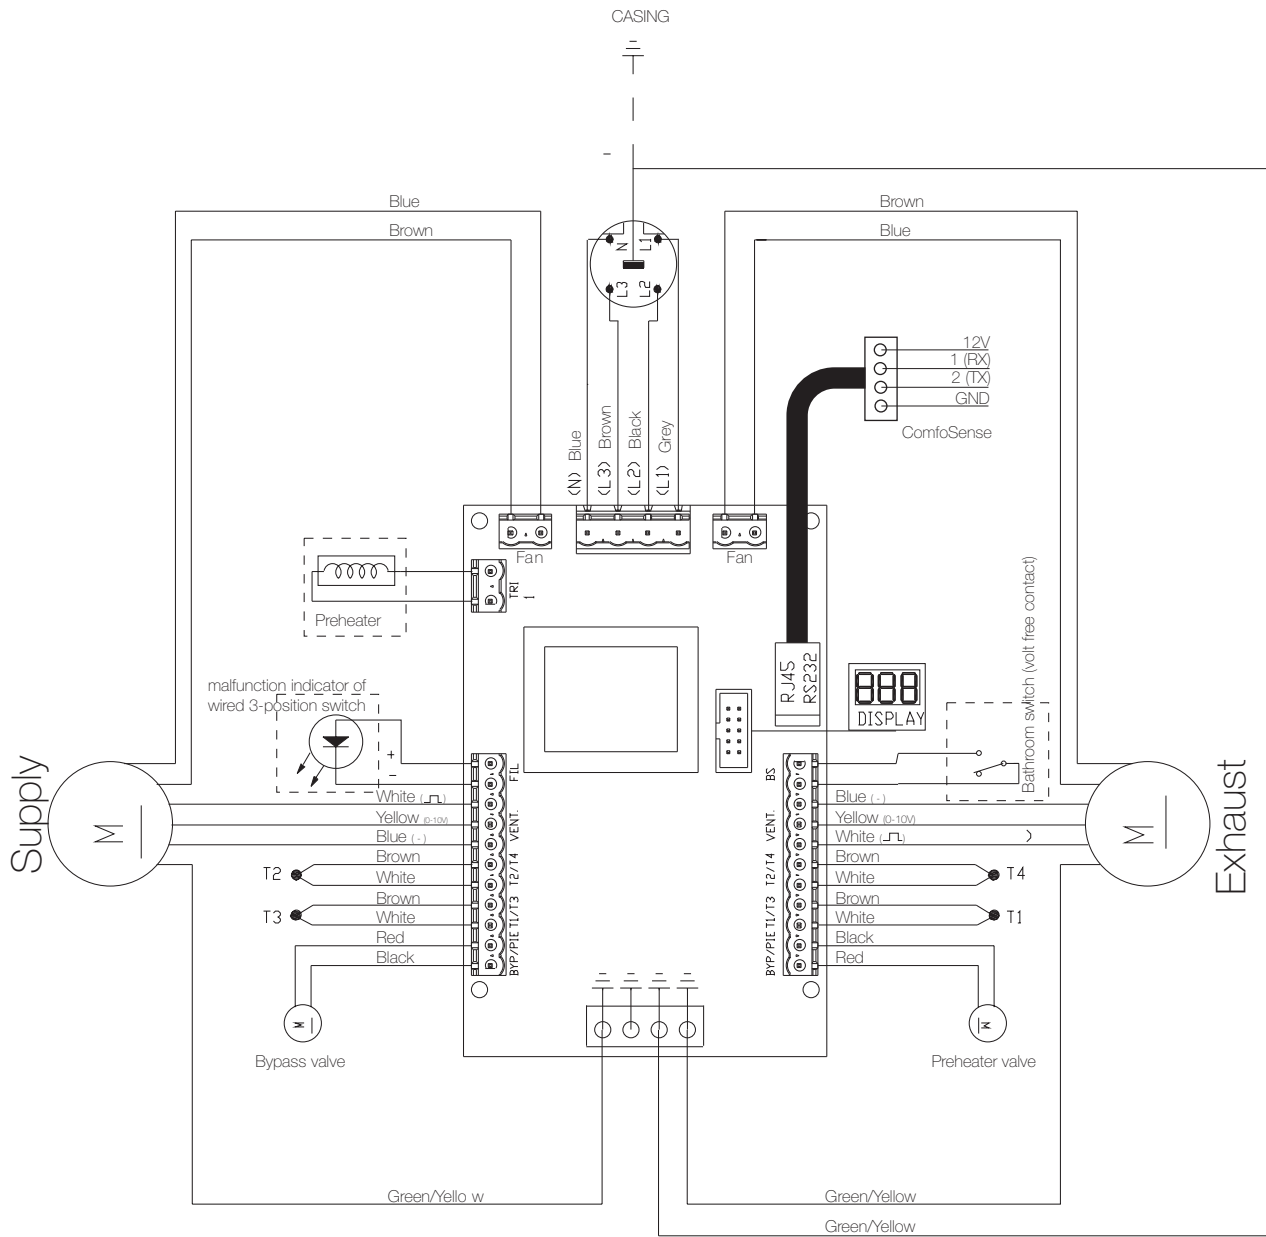 CASING
Blue
Brown
Brown
Blue
N
L1
L3
L2
12V
1 (RX)
2 (TX)
GND
ComfoSense
(N) Blue
(L3) Brown
(L2) Black
(L1) Grey
Fan
Fan
TRI
1
Preheater
RJ45
RS232
888
DISPLAY
Bathroom switch (volt free contact)
malfunction indicator of
wired 3-position switch
+
−
FIL
VENT.
T2/T4
T1/T3
BYP/PIE
BS
VENT.
T2/T4
T1/T3
BYP/PIE
Supply
M
White ( )
Yellow (0-10V)
Blue ( - )
Brown
White
Brown
White
Red
Black
T2
T3
Blue ( - )
Yellow (0-10V)
White ( )
)
Brown
White
Brown
White
Black
Red
T4
T1
M
Exhaust
M
Bypass valve
M
Preheater valve
Green/Yello w
Green/Yellow
Green/Yellow